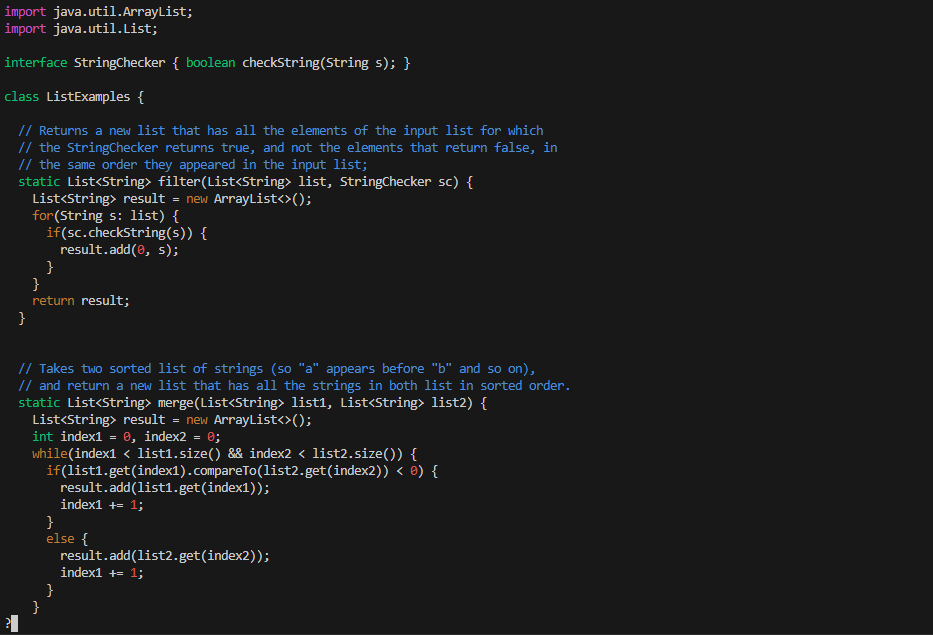 import java.util.ArrayList;
import java.util.List;

interface StringChecker { boolean checkString(String s); }

class ListExamples {

  // Returns a new list that has all the elements of the input list for which
  // the StringChecker returns true, and not the elements that return false, in
  // the same order they appeared in the input list;
  static List<String> filter(List<String> list, StringChecker sc) {
    List<String> result = new ArrayList<>();
    for(String s: list) {
      if(sc.checkString(s)) {
        result.add(0, s);
      }
    }
    return result;
  }


  // Takes two sorted list of strings (so "a" appears before "b" and so on),
  // and return a new list that has all the strings in both list in sorted order.
  static List<String> merge(List<String> list1, List<String> list2) {
    List<String> result = new ArrayList<>();
    int index1 = 0, index2 = 0;
    while(index1 < list1.size() && index2 < list2.size()) {
      if(list1.get(index1).compareTo(list2.get(index2)) < 0) {
        result.add(list1.get(index1));
        index1 += 1;
      }
      else {
        result.add(list2.get(index2));
        index1 += 1;
      }
    }
?